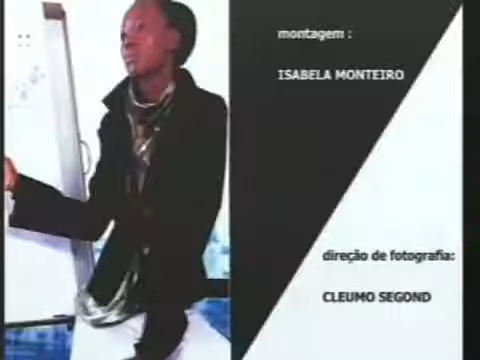 montagem :
ISABELA MONTEIRO
direção de fotografia:
CLEUMO SEGOND